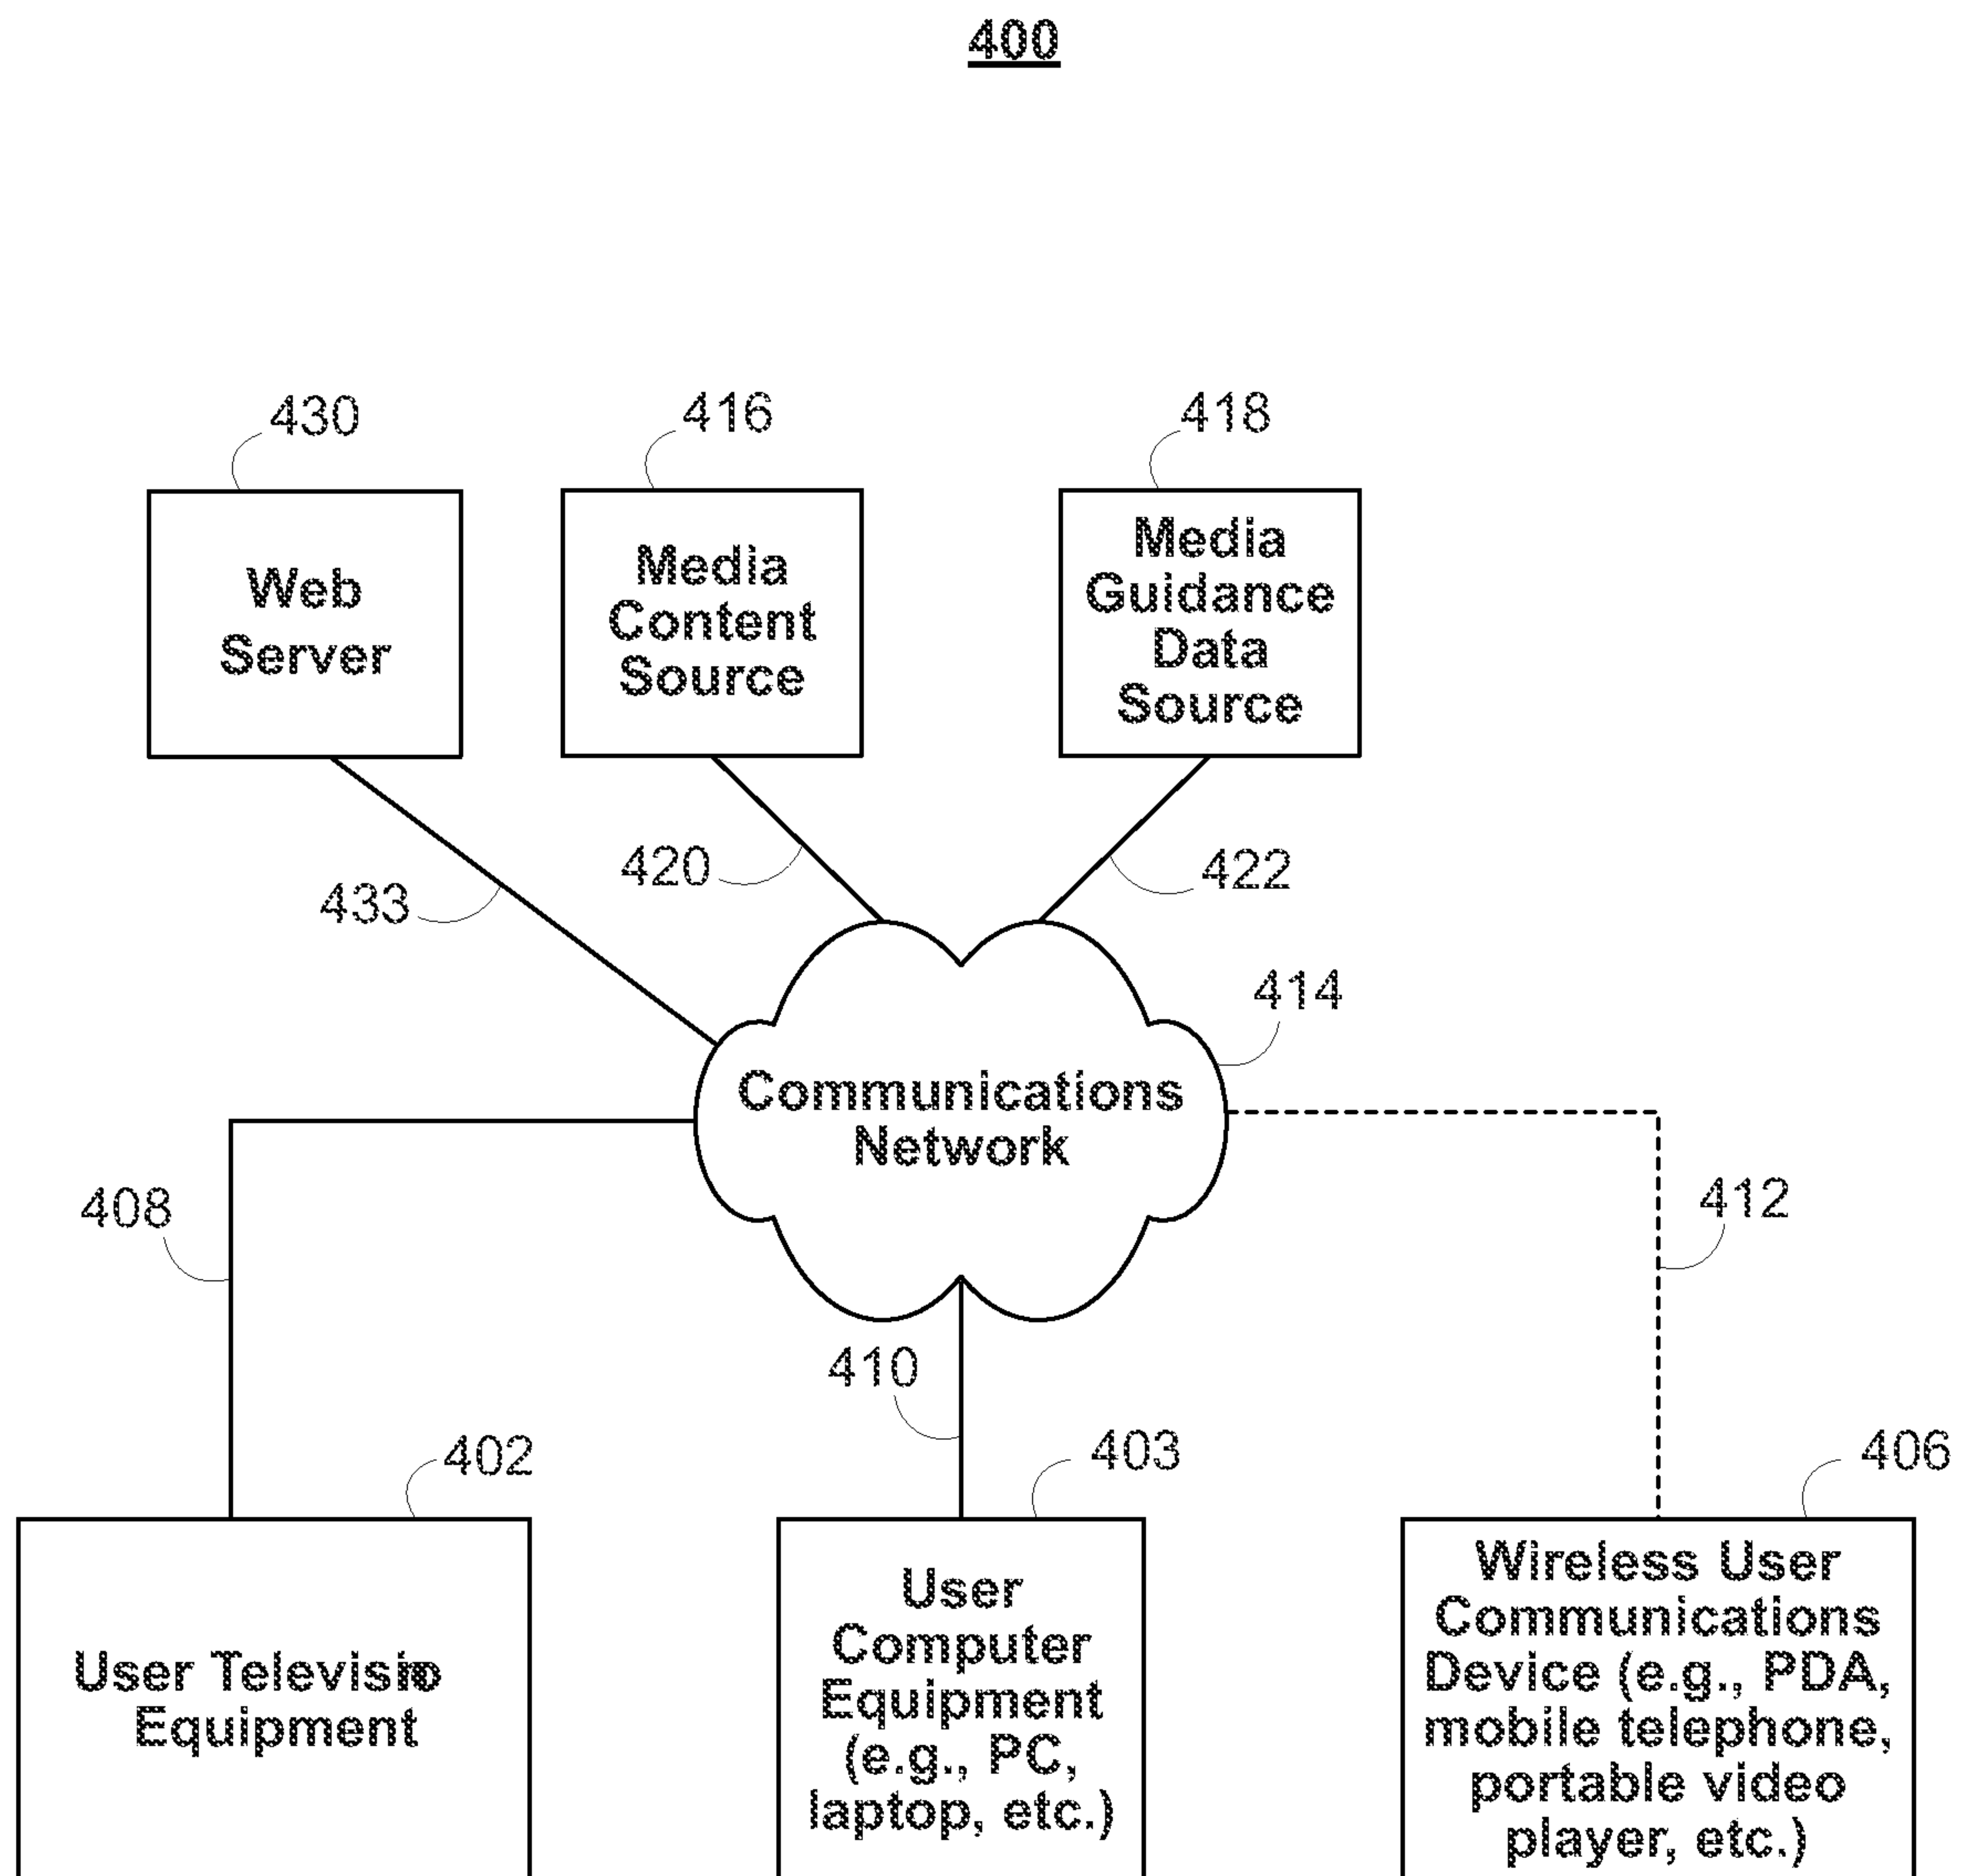 400
430
416
418
Web
Server
Media
Content
Source
Media
Guidance
Data
Source
433
420
422
414
Communications
Network
408
412
410
402
403
406
User Televisio
Equipment
User
Computer
Equipment
(e.g., PC,
laptop, etc.)
Wireless User
Communications
Device (e.g., PDA,
mobile telephone,
portable video
player, etc.)